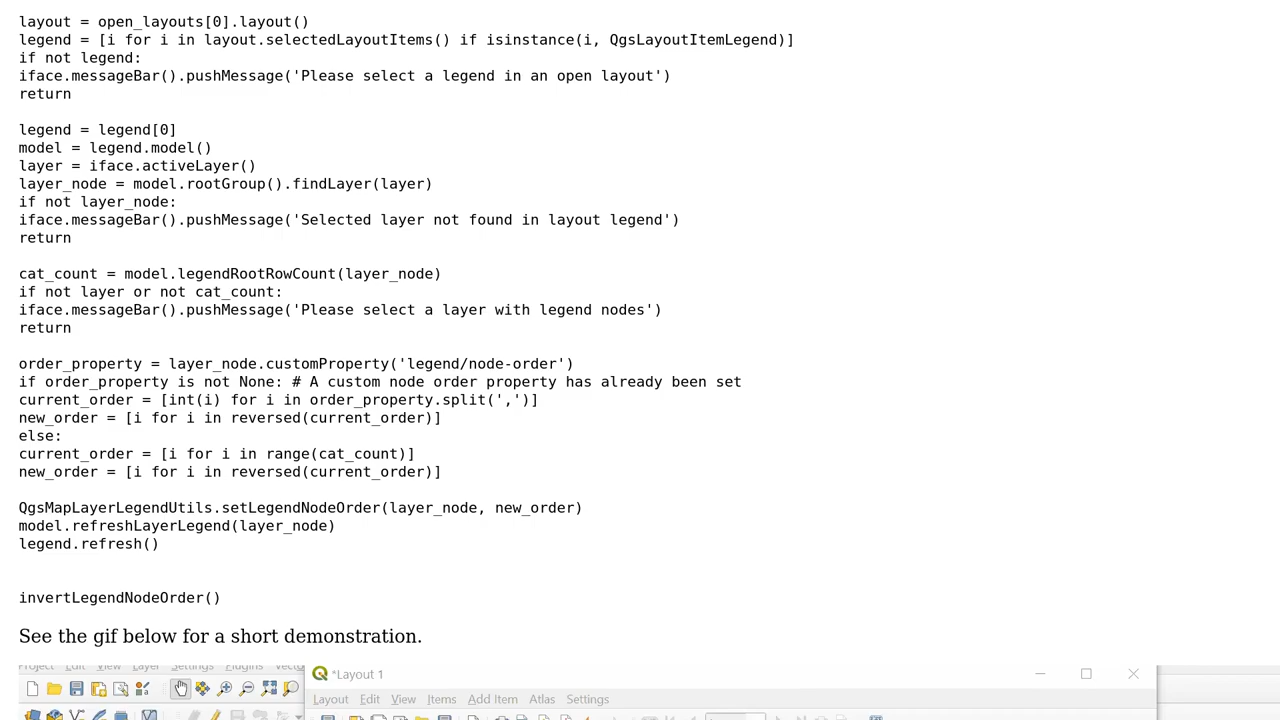 layout = open_layouts[0].layout()
legend = [i for i in layout.selectedLayoutItems() if isinstance(i, QgsLayoutItemLegend)]
if not legend:
iface.messageBar().pushMessage('Please select a legend in an open layout')
return

legend = legend[0]
model = legend.model()
layer = iface.activeLayer()
layer_node = model.rootGroup().findLayer(layer)
if not layer_node:
iface.messageBar().pushMessage('Selected layer not found in layout legend')
return

cat_count = model.legendRootRowCount(layer_node)
if not layer or not cat_count:
iface.messageBar().pushMessage('Please select a layer with legend nodes')
return

order_property = layer_node.customProperty('legend/node-order')
if order_property is not None: # A custom node order property has already been set
current_order = [int(i) for i in order_property.split(',')]
new_order = [i for i in reversed(current_order)]
else:
current_order = [i for i in range(cat_count)]
new_order = [i for i in reversed(current_order)]

QgsMapLayerLegendUtils.setLegendNodeOrder(layer_node, new_order)
model.refreshLayerLegend(layer_node)
legend.refresh()

invertLegendNodeOrder()
See the gif below for a short demonstration.
Project Edit View Layer Settings Plugins
*Layout 1
Layout Edit View Items Add Item Atlas Settings